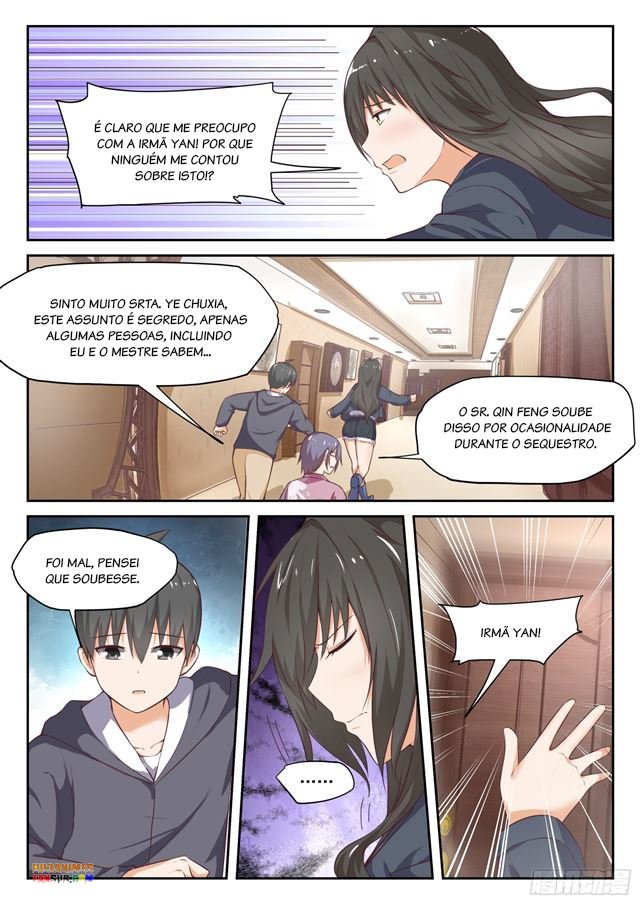 É CLARO QUE ME PREOCUPO
COM A IRMÃ YAN! POR QUE
NINGUÉM ME CONTOU
SOBRE ISTO!?
SINTO MUITO SRTA. YE CHUXIA,
ESTE ASSUNTO É SEGREDO, APENAS
ALGUMAS PESSOAS, INCLUINDO
EU E O MESTRE SABEM...
O SR. QIN FENG SOUBE
DISSO POR OCASIONALIDADE
DURANTE O SEQUESTRO.
FOI MAL, PENSEI
QUE SOUBESSE.
......
IRMÃ YAN!